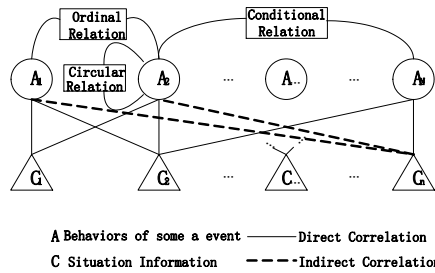 Ordinal
Relation
Conditional
Relation
Circular
Relation
A1 A2 ... A... ... AN
C1 C2 ... C... ... Cn
A Behaviors of some a event Direct Correlation
C Situation Information Indirect Correlation